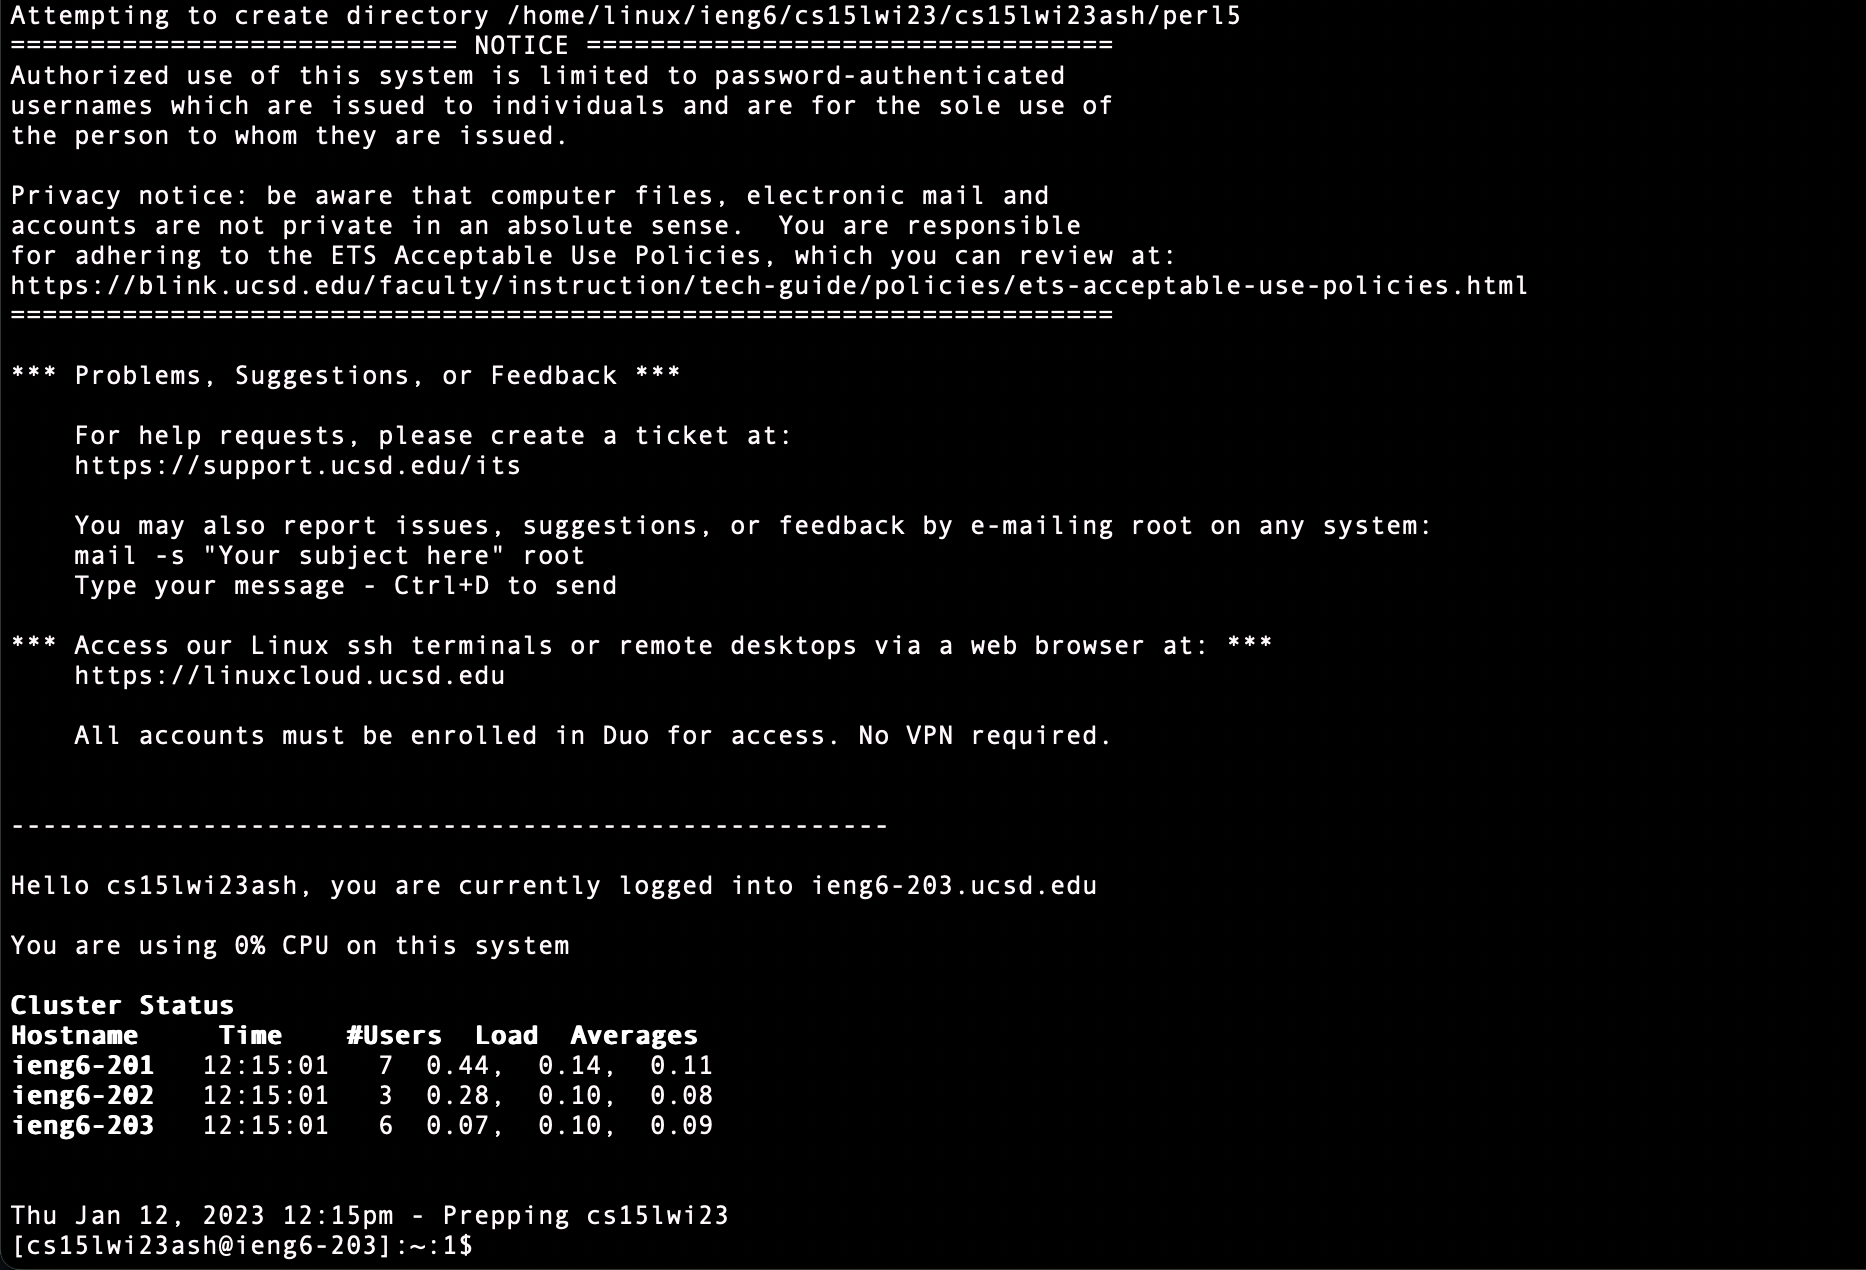 Attempting to create directory /home/linux/ieng6/cs15lwi23/cs15lwi23ash/perl5
============================ NOTICE =================================
Authorized use of this system is limited to password-authenticated
usernames which are issued to individuals and are for the sole use of
the person to whom they are issued.

Privacy notice: be aware that computer files, electronic mail and
accounts are not private in an absolute sense.  You are responsible
for adhering to the ETS Acceptable Use Policies, which you can review at:
https://blink.ucsd.edu/faculty/instruction/tech-guide/policies/ets-acceptable-use-policies.html
=====================================================================

*** Problems, Suggestions, or Feedback ***

    For help requests, please create a ticket at:
    https://support.ucsd.edu/its

    You may also report issues, suggestions, or feedback by e-mailing root on any system:
    mail -s "Your subject here" root
    Type your message - Ctrl+D to send

*** Access our Linux ssh terminals or remote desktops via a web browser at: ***
    https://linuxcloud.ucsd.edu

    All accounts must be enrolled in Duo for access. No VPN required.


-------------------------------------------------------

Hello cs15lwi23ash, you are currently logged into ieng6-203.ucsd.edu

You are using 0% CPU on this system

Cluster Status
Hostname     Time    #Users  Load  Averages
ieng6-201   12:15:01   7  0.44,  0.14,  0.11
ieng6-202   12:15:01   3  0.28,  0.10,  0.08
ieng6-203   12:15:01   6  0.07,  0.10,  0.09


Thu Jan 12, 2023 12:15pm - Prepping cs15lwi23
[cs15lwi23ash@ieng6-203]:~:1$